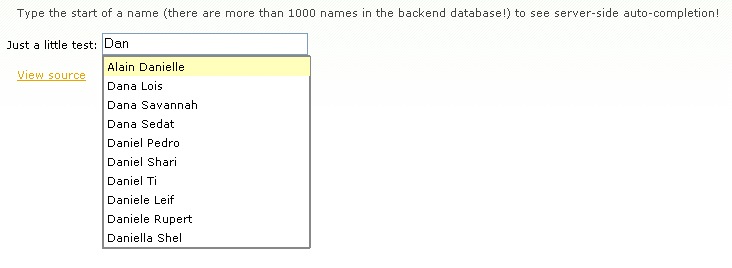 Type the start of a name (there are more than 1000 names in the backend database!) to see server-side auto-completion!
Just a little test: Dan
Alain Danielle
View source
Dana Lois
Dana Savannah
Dana Sedat
Daniel Pedro
Daniel Shari
Daniel Ti
Daniele Leif
Daniele Rupert
Daniella Shel